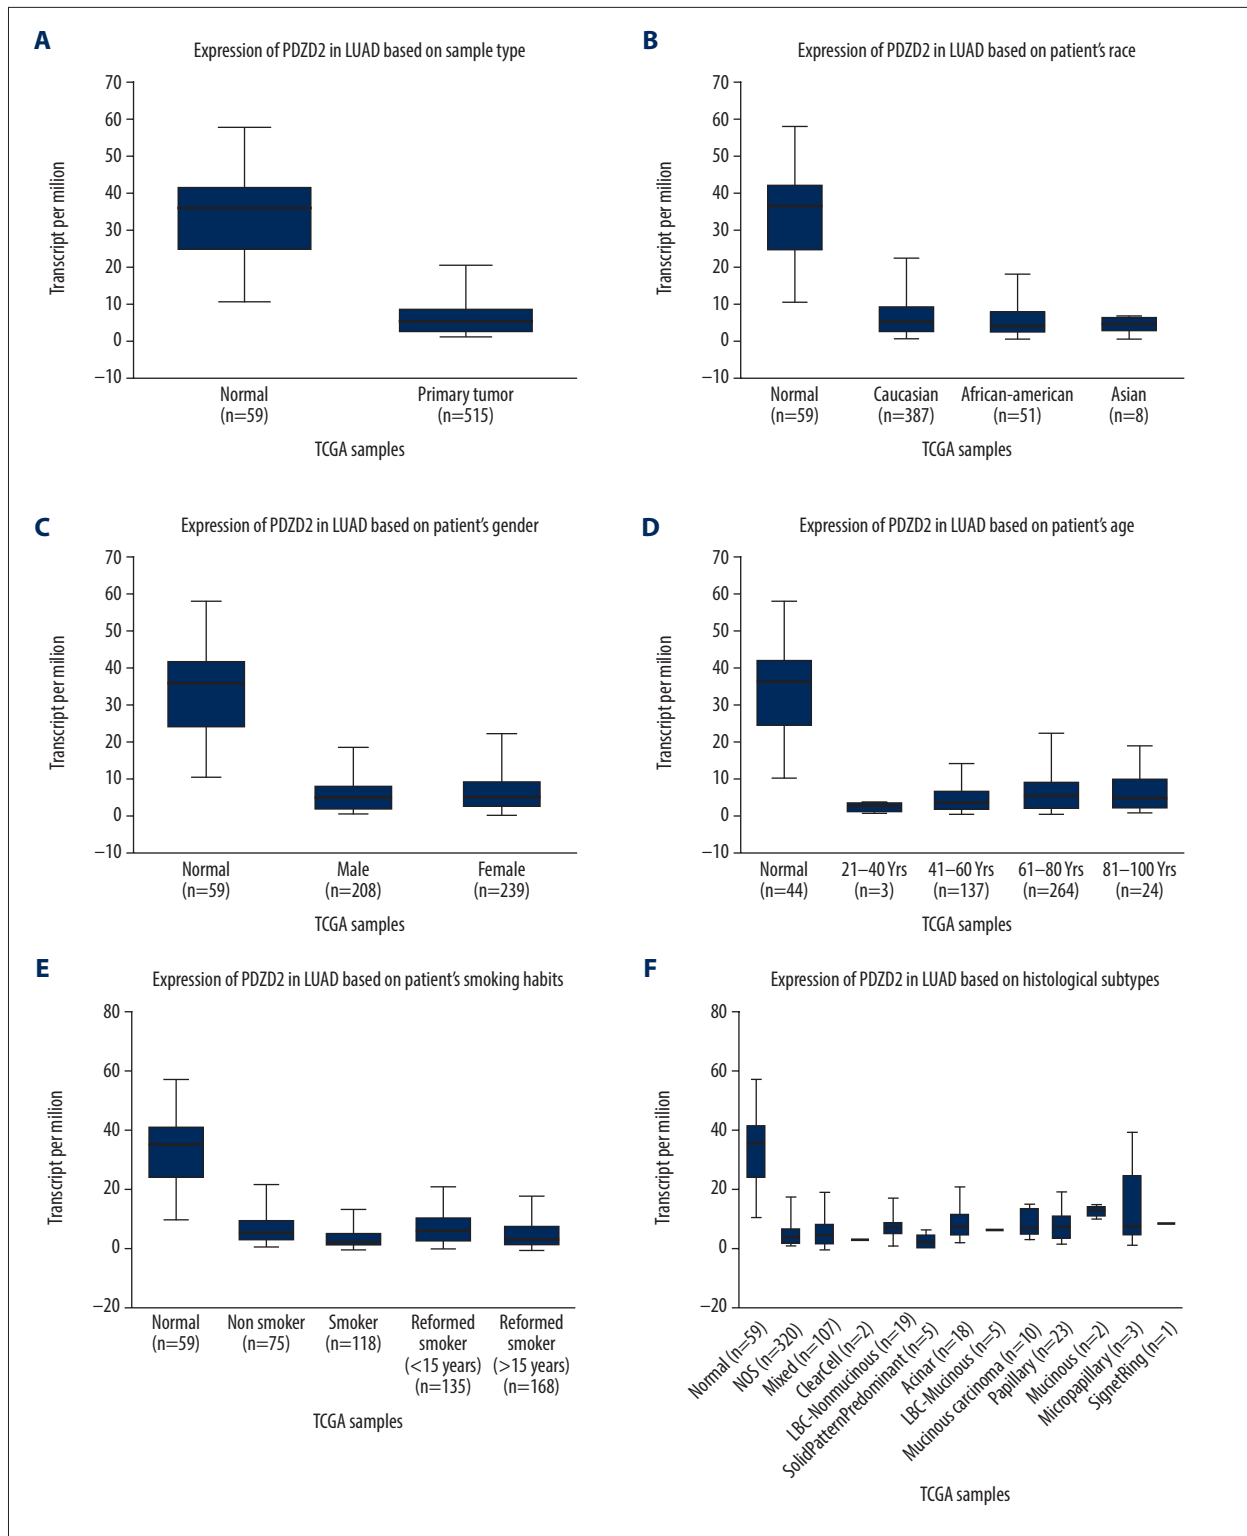 A
Expression of PDZD2 in LUAD based on sample type
Transcript per milion
70
60
50
40
30
20
10
0
–10
Normal
(n=59)
Primary tumor
(n=515)
TCGA samples
B
Expression of PDZD2 in LUAD based on patient's race
Transcript per milion
70
60
50
40
30
20
10
0
–10
Normal
(n=59)
Caucasian
(n=387)
African-american
(n=51)
Asian
(n=8)
TCGA samples
C
Expression of PDZD2 in LUAD based on patient's gender
Transcript per milion
70
60
50
40
30
20
10
0
–10
Normal
(n=59)
Male
(n=208)
Female
(n=239)
TCGA samples
D
Expression of PDZD2 in LUAD based on patient's age
Transcript per milion
70
60
50
40
30
20
10
0
–10
Normal
(n=44)
21–40 Yrs
(n=3)
41–60 Yrs
(n=137)
61–80 Yrs
(n=264)
81–100 Yrs
(n=24)
TCGA samples
E
Expression of PDZD2 in LUAD based on patient's smoking habits
Transcript per milion
80
60
40
20
0
–20
Normal
(n=59)
Non smoker
(n=75)
Smoker
(n=118)
Reformed
smoker
(<15 years)
(n=135)
Reformed
smoker
(>15 years)
(n=168)
TCGA samples
F
Expression of PDZD2 in LUAD based on histological subtypes
Transcript per milion
80
60
40
20
0
–20
Normal (n=59)
NOS (n=320)
Mixed (n=107)
ClearCell (n=2)
LBC-Nonmucinous (n=19)
SolidPatternPredominant (n=5)
Acinar (n=18)
LBC-Mucinous (n=5)
Mucinous carcinoma (n=10)
Papillary (n=23)
Mucinous (n=2)
Micropapillary (n=3)
SignetRing (n=1)
TCGA samples